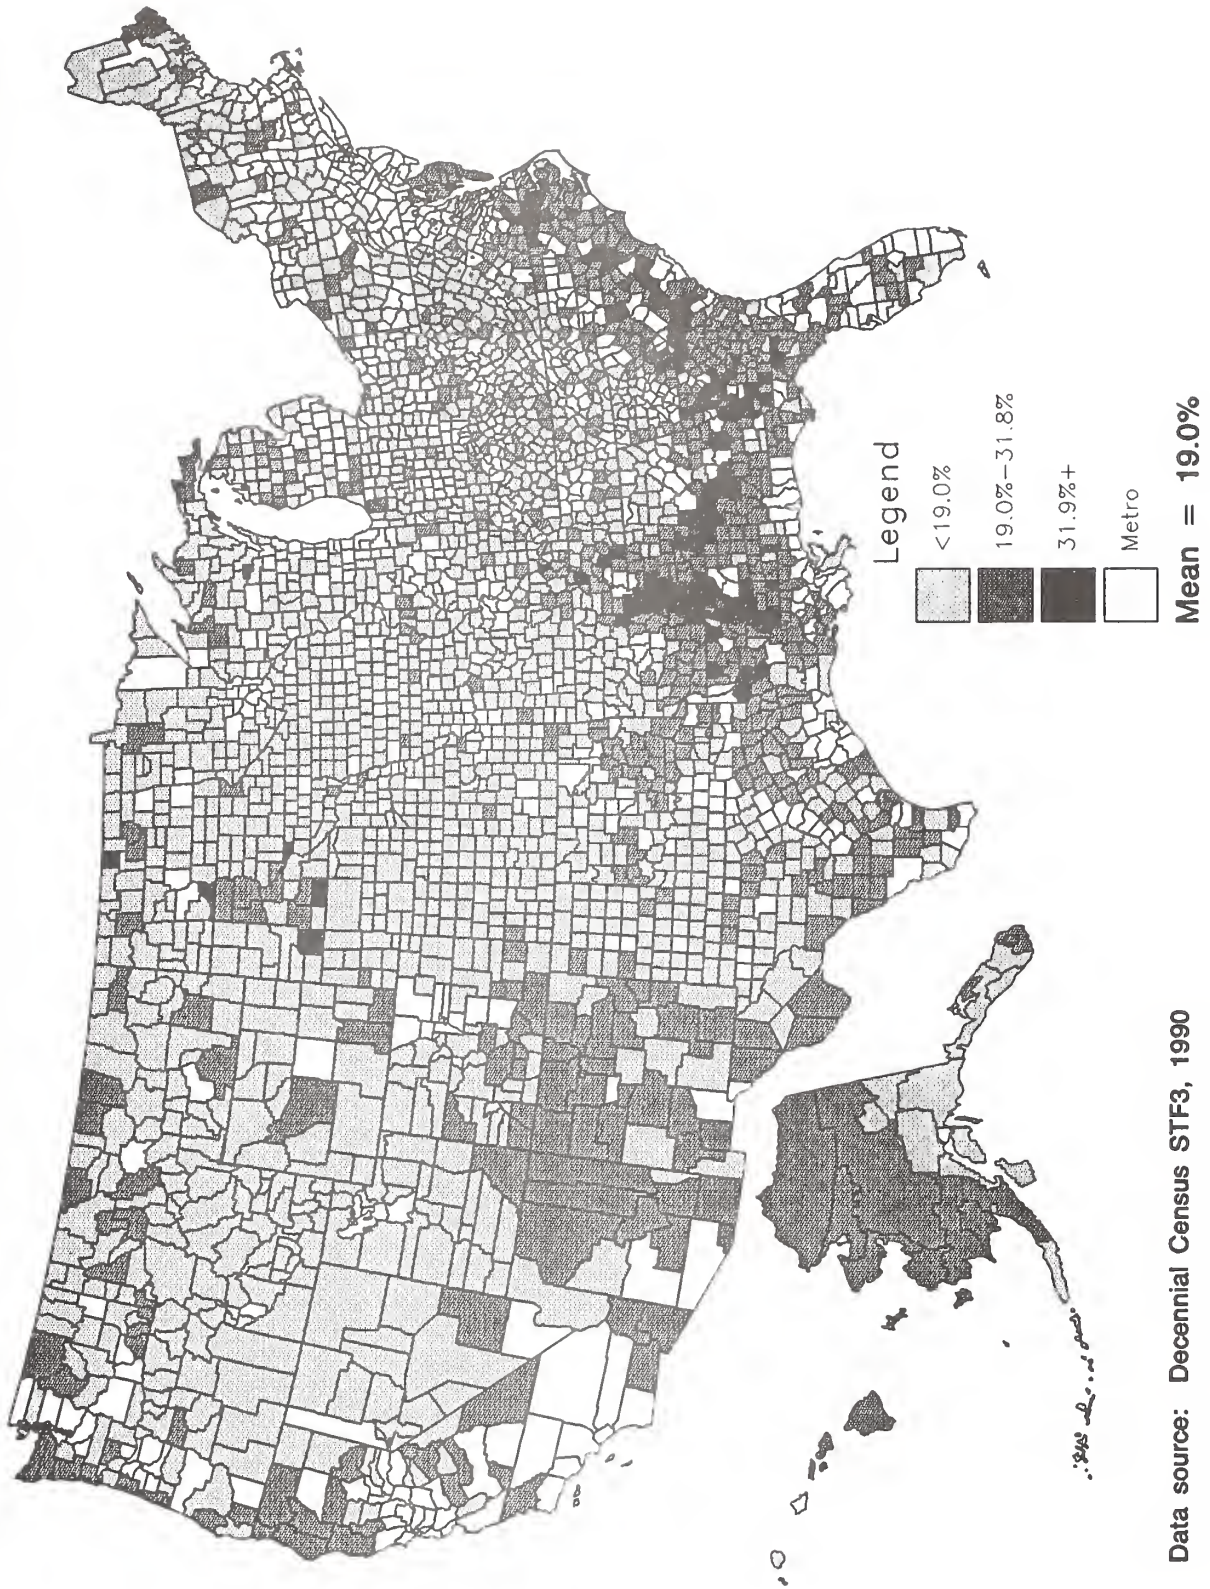 Legend
<19.0%
19.0%–31.8%
31.9%+
Metro
Mean = 19.0%
Data source: Decennial Census STF3, 1990